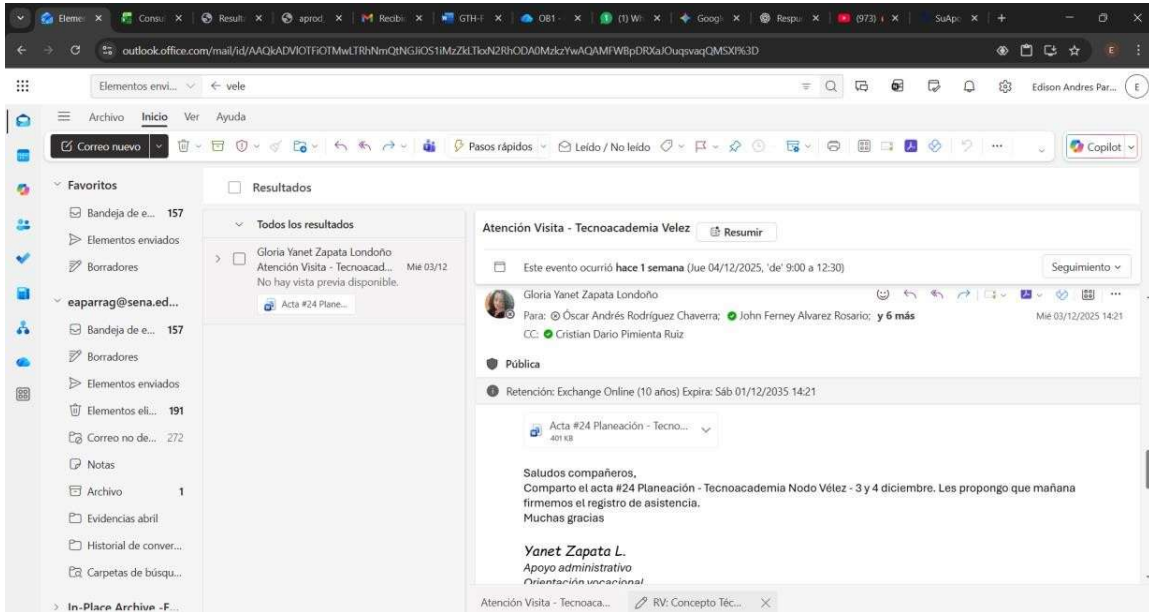 Eleme
Consul
Result
aprod
Recibi
GTH-F
OB1 -
(1) Wh
Googl
Respu
(973)
SuApo
outlook.office.com/mail/id/
Elementos envi...
vele
Edison Andres Par...
E
Archivo Inicio Ver Ayuda
Correo nuevo
Pasos rápidos
Leído / No leído
Copilot
Favoritos
Bandeja de e... 157
Elementos enviados
Borradores
eaparrag@sena.ed...
Bandeja de e... 157
Borradores
Elementos enviados
Elementos eli... 191
Correo no de... 272
Notas
Archivo 1
Evidencias abril
Historial de conver...
Carpetas de búsqu...
In-Place Archive -E...
Resultados
Todos los resultados
Gloria Yanet Zapata Londoño
Atención Visita - Tecnoacad... Mié 03/12
No hay vista previa disponible.
Acta #24 Plane...
Atención Visita - Tecnoacademia Velez
Resumir
Este evento ocurrió hace 1 semana (Jue 04/12/2025, 'de' 9:00 a 12:30)
Seguimiento
Gloria Yanet Zapata Londoño
Para: Óscar Andrés Rodríguez Chaverra; John Ferney Alvarez Rosario; y 6 más
Mié 03/12/2025 14:21
CC: Cristian Dario Pimienta Ruiz
Pública
Retención: Exchange Online (10 años) Expira: Sáb 01/12/2035 14:21
Acta #24 Planeación - Tecno...
401 KB
Saludos compañeros,
Comparto el acta #24 Planeación - Tecnoacademia Nodo Vélez - 3 y 4 diciembre. Les propongo que mañana
firmemos el registro de asistencia.
Muchas gracias
Yanet Zapata L.
Apoyo administrativo
Orientación vocacional
Atención Visita - Tecnoaca...
RV: Concepto Téc...